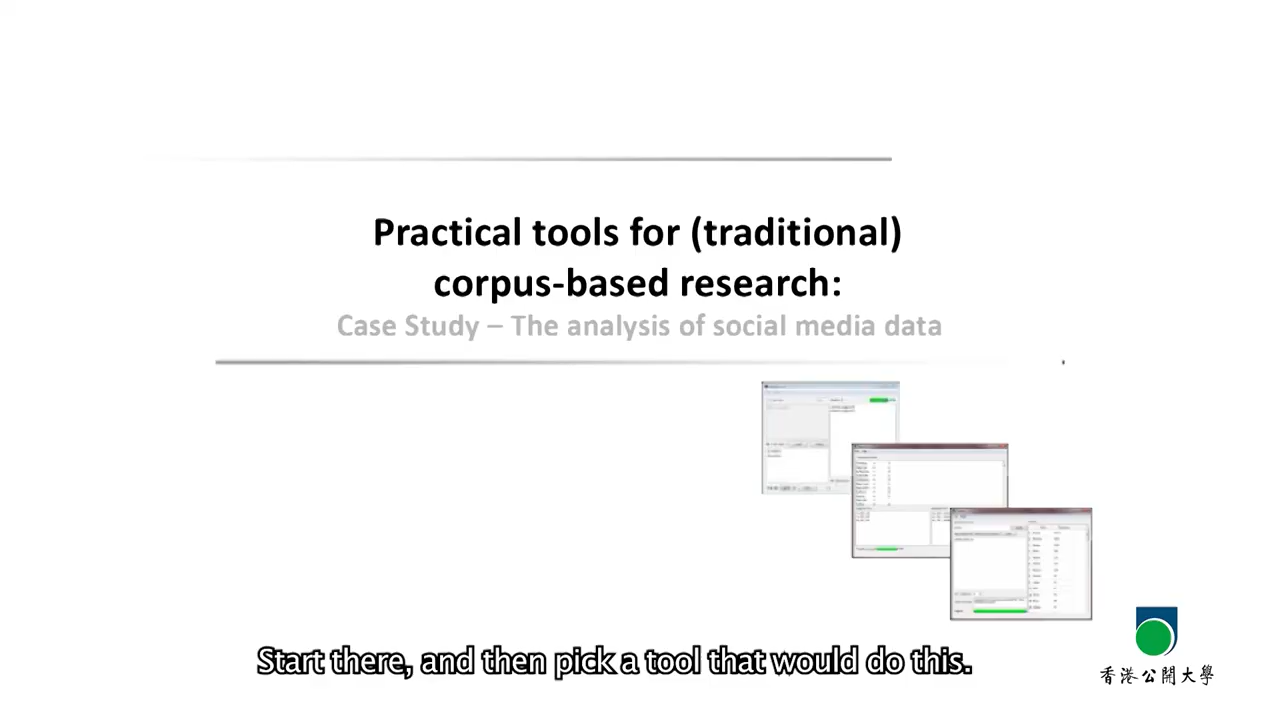 Practical tools for (traditional)
corpus-based research:
Case Study – The analysis of social media data
Start there, and then pick a tool that would do this.
香港公開大學